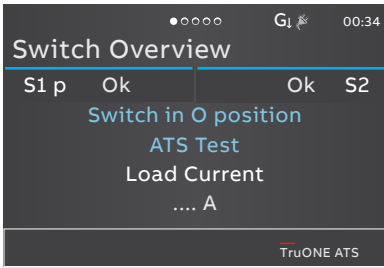 G↓ 00:34
Switch Overview
S1 p Ok Ok S2
Switch in O position
ATS Test
Load Current
.... A
TruONE ATS